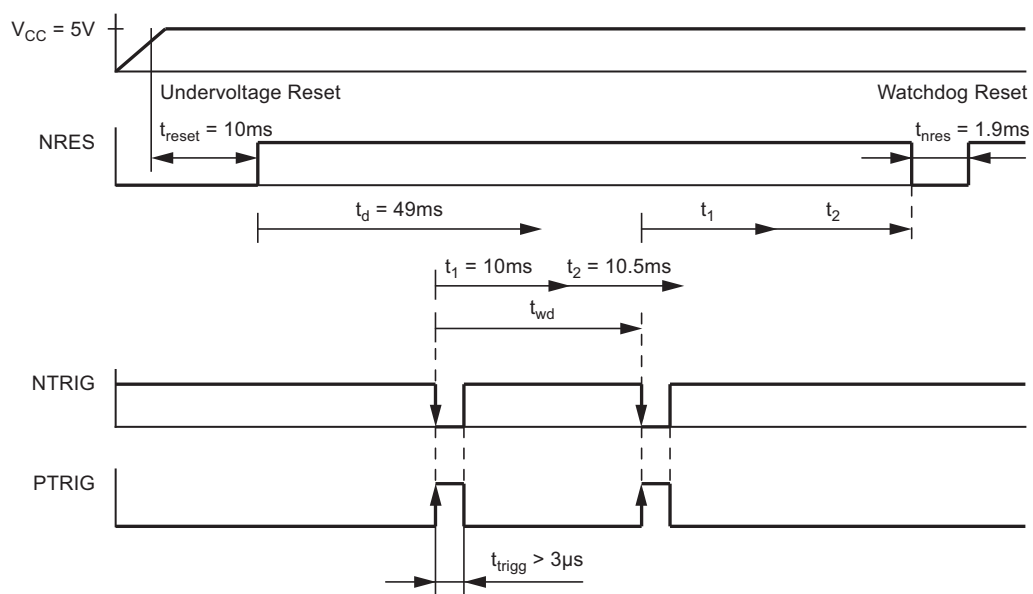 VCC = 5V
Undervoltage Reset
Watchdog Reset
treset = 10ms
tnres = 1.9ms
NRES
td = 49ms
t1
t2
t1 = 10ms
t2 = 10.5ms
twd
NTRIG
PTRIG
ttrigg > 3μs